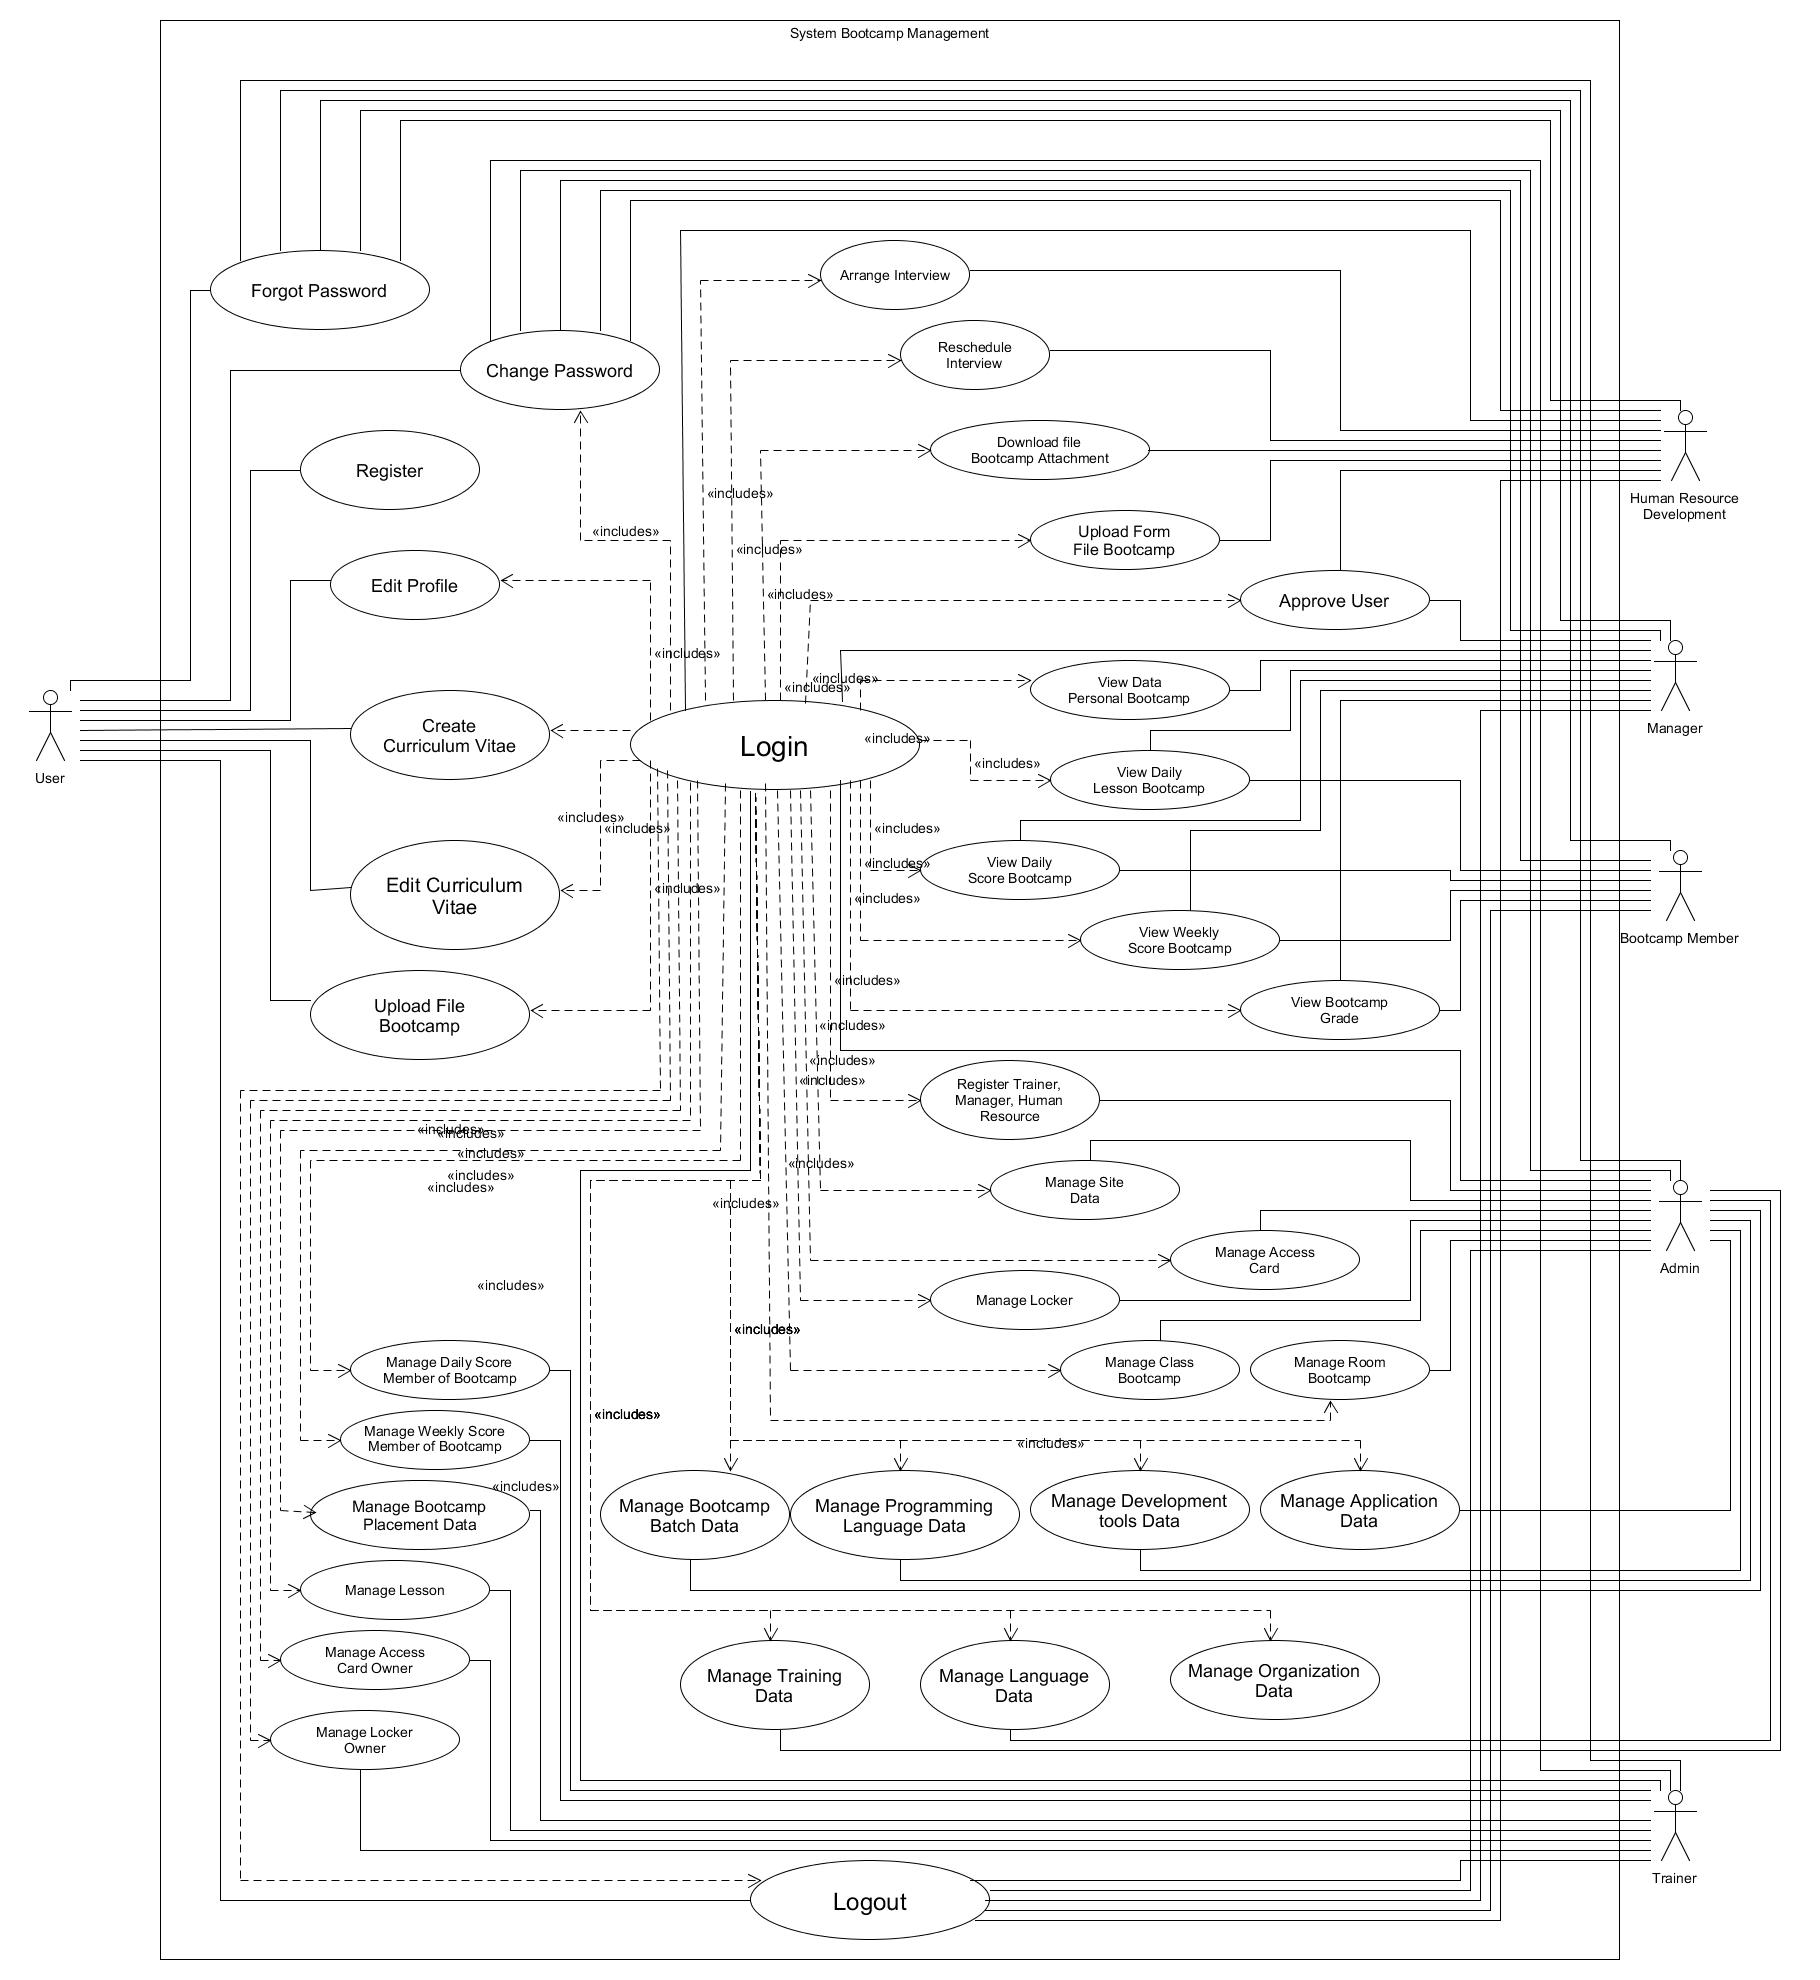 System Bootcamp Management
Forgot Password
Arrange Interview
Reschedule
Interview
Change Password
Human Resource
Development
Download file
Bootcamp Attachment
Register
«includes»
«includes»
Upload Form
File Bootcamp
«includes»
Edit Profile
«includes»
Approve User
«includes»
«includes»
«includes»
View Data
Personal Bootcamp
Manager
User
Create
Curriculum Vitae
Login
«includes»
«includes»
View Daily
Lesson Bootcamp
«includes»
«includes»
«includes»
«includes»
«includes»
View Daily
Score Bootcamp
Edit Curriculum
Vitae
«includes»
View Weekly
Score Bootcamp
Bootcamp Member
Upload File
Bootcamp
«includes»
View Bootcamp
Grade
«includes»
«includes»
«includes»
Register Trainer,
Manager, Human
Resource
«includes»
«includes»
«includes»
«includes»
«includes»
«includes»
«includes»
Manage Site
Data
Admin
Manage Access
Card
«includes»
Manage Locker
«includes»
Manage Class
Bootcamp
Manage Room
Bootcamp
Manage Daily Score
Member of Bootcamp
«includes»
Manage Weekly Score
Member of Bootcamp
«includes»
«includes»
Manage Bootcamp
Placement Data
Manage Bootcamp
Batch Data
Manage Programming
Language Data
Manage Development
tools Data
Manage Application
Data
Manage Lesson
Manage Access
Card Owner
Manage Training
Data
Manage Language
Data
Manage Organization
Data
Manage Locker
Owner
Trainer
Logout